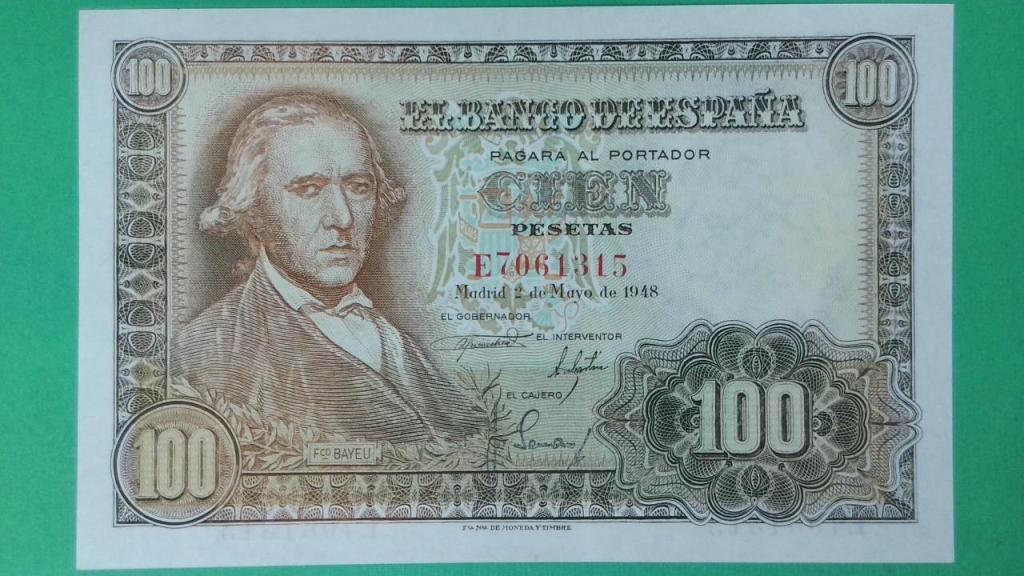 100
100
EL BANCO DE ESPAÑA
PAGARÁ AL PORTADOR
CIEN
PESETAS
E7061315
Madrid 2 de Mayo de 1948
EL GOBERNADOR
EL INTERVENTOR
EL CAJERO
100
100
FCO BAYEU
FCA. NAL. DE MONEDA Y TIMBRE